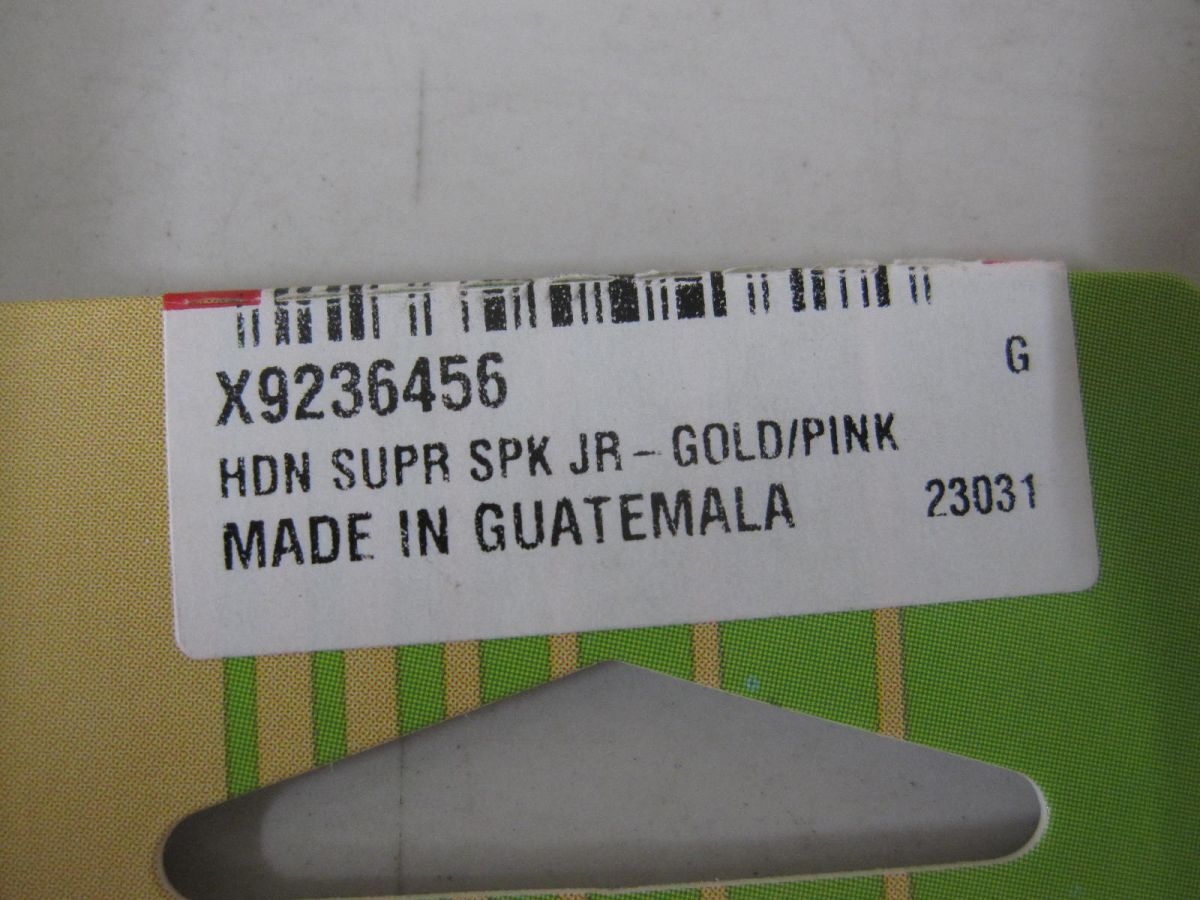 X9236456
G
HDN SUPR SPK JR - GOLD/PINK
MADE IN GUATEMALA
23031